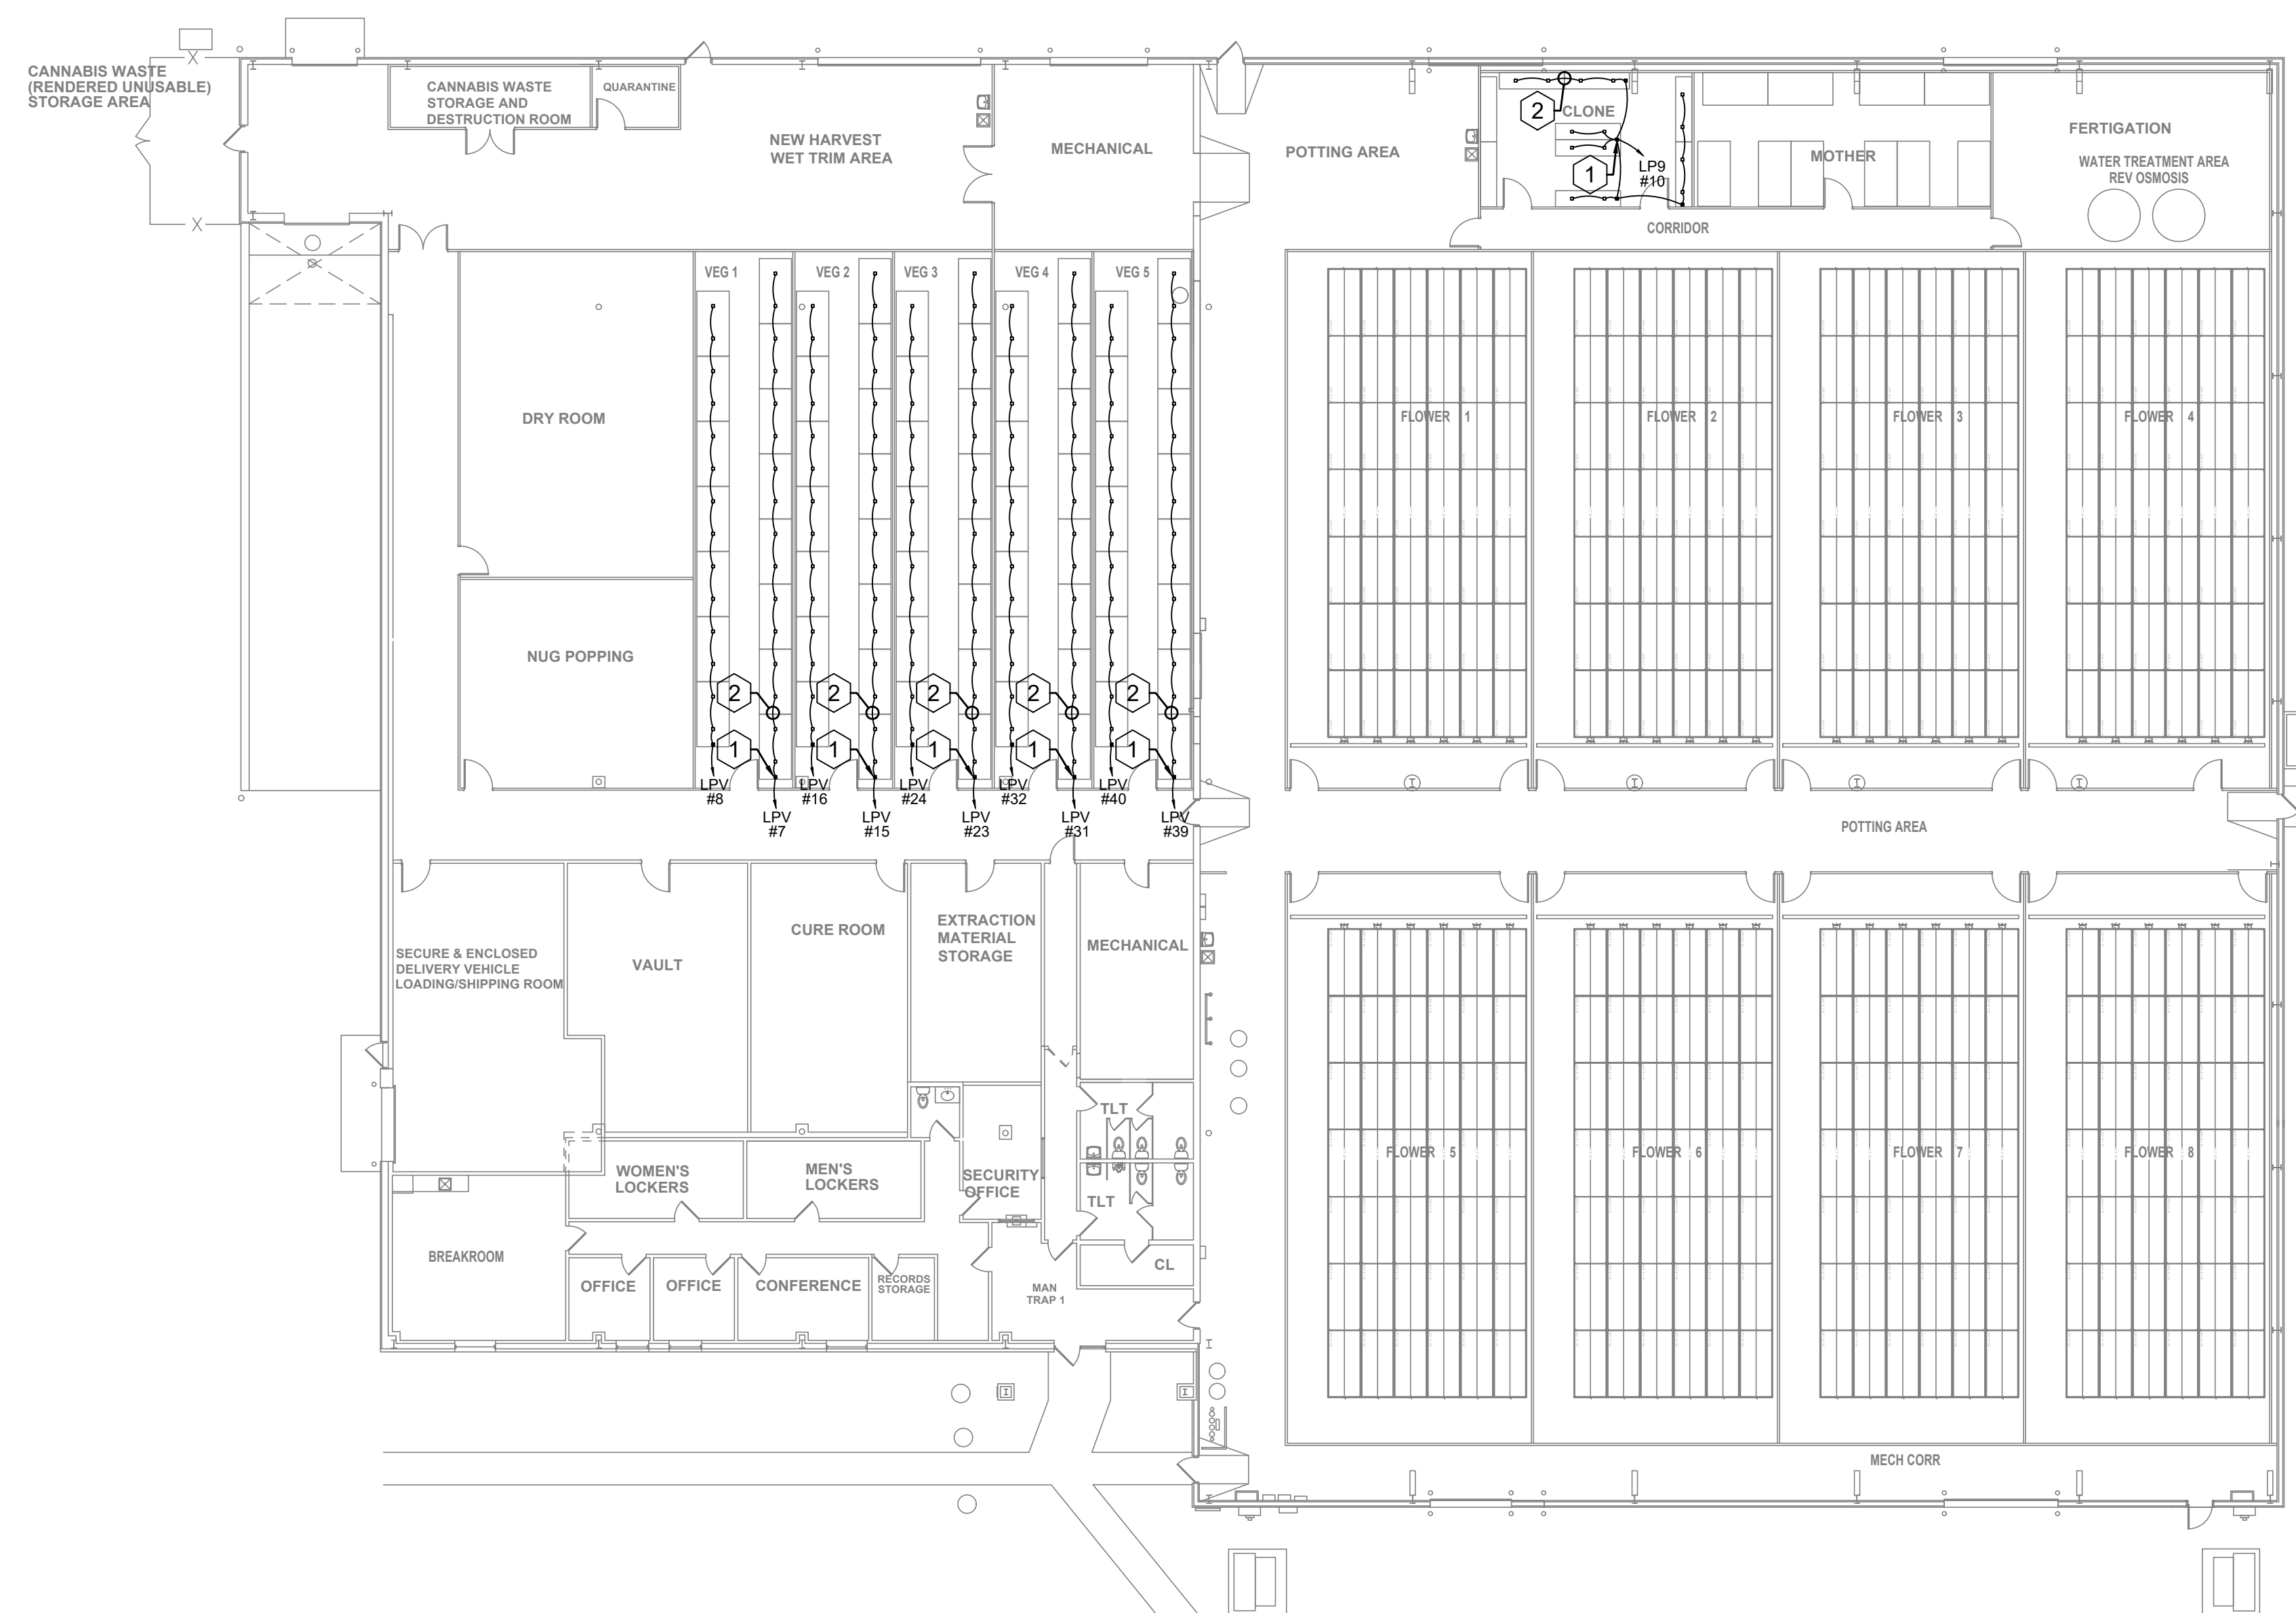 CANNABIS WASTE
(RENDERED UNUSABLE)
STORAGE AREA
CANNABIS WASTE
STORAGE AND
DESTRUCTION ROOM
QUARANTINE
NEW HARVEST
WET TRIM AREA
MECHANICAL
POTTING AREA
2
CLONE
1
LP9
#10
MOTHER
FERTIGATION
WATER TREATMENT AREA
REV OSMOSIS
CORRIDOR
VEG 1
VEG 2
VEG 3
VEG 4
VEG 5
DRY ROOM
NUG POPPING
FLOWER 1
FLOWER 2
FLOWER 3
FLOWER 4
2
2
2
2
2
1
1
1
1
1
LPV
#8
LPV
#16
LPV
#24
LPV
#32
LPV
#40
LPV
#7
LPV
#15
LPV
#23
LPV
#31
LPV
#39
POTTING AREA
SECURE & ENCLOSED
DELIVERY VEHICLE
LOADING/SHIPPING ROOM
VAULT
CURE ROOM
EXTRACTION
MATERIAL
STORAGE
MECHANICAL
TLT
TLT
WOMEN'S
LOCKERS
MEN'S
LOCKERS
SECURITY
OFFICE
FLOWER 5
FLOWER 6
FLOWER 7
FLOWER 8
BREAKROOM
OFFICE
OFFICE
CONFERENCE
RECORDS
STORAGE
MAN
TRAP 1
CL
MECH CORR